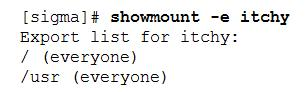 [sigma]# showmount -e itchy
Export list for itchy:
/ (everyone)
/usr (everyone)